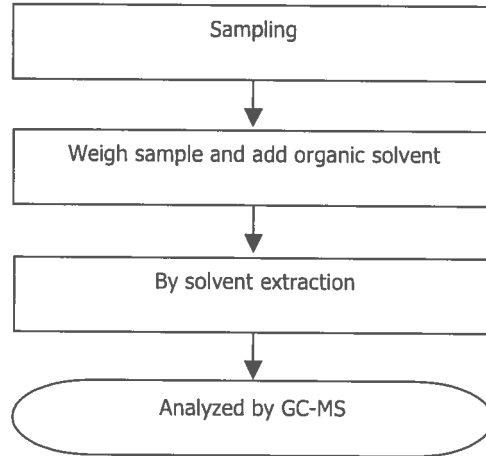 Sampling
Weigh sample and add organic solvent
By solvent extraction
Analyzed by GC-MS